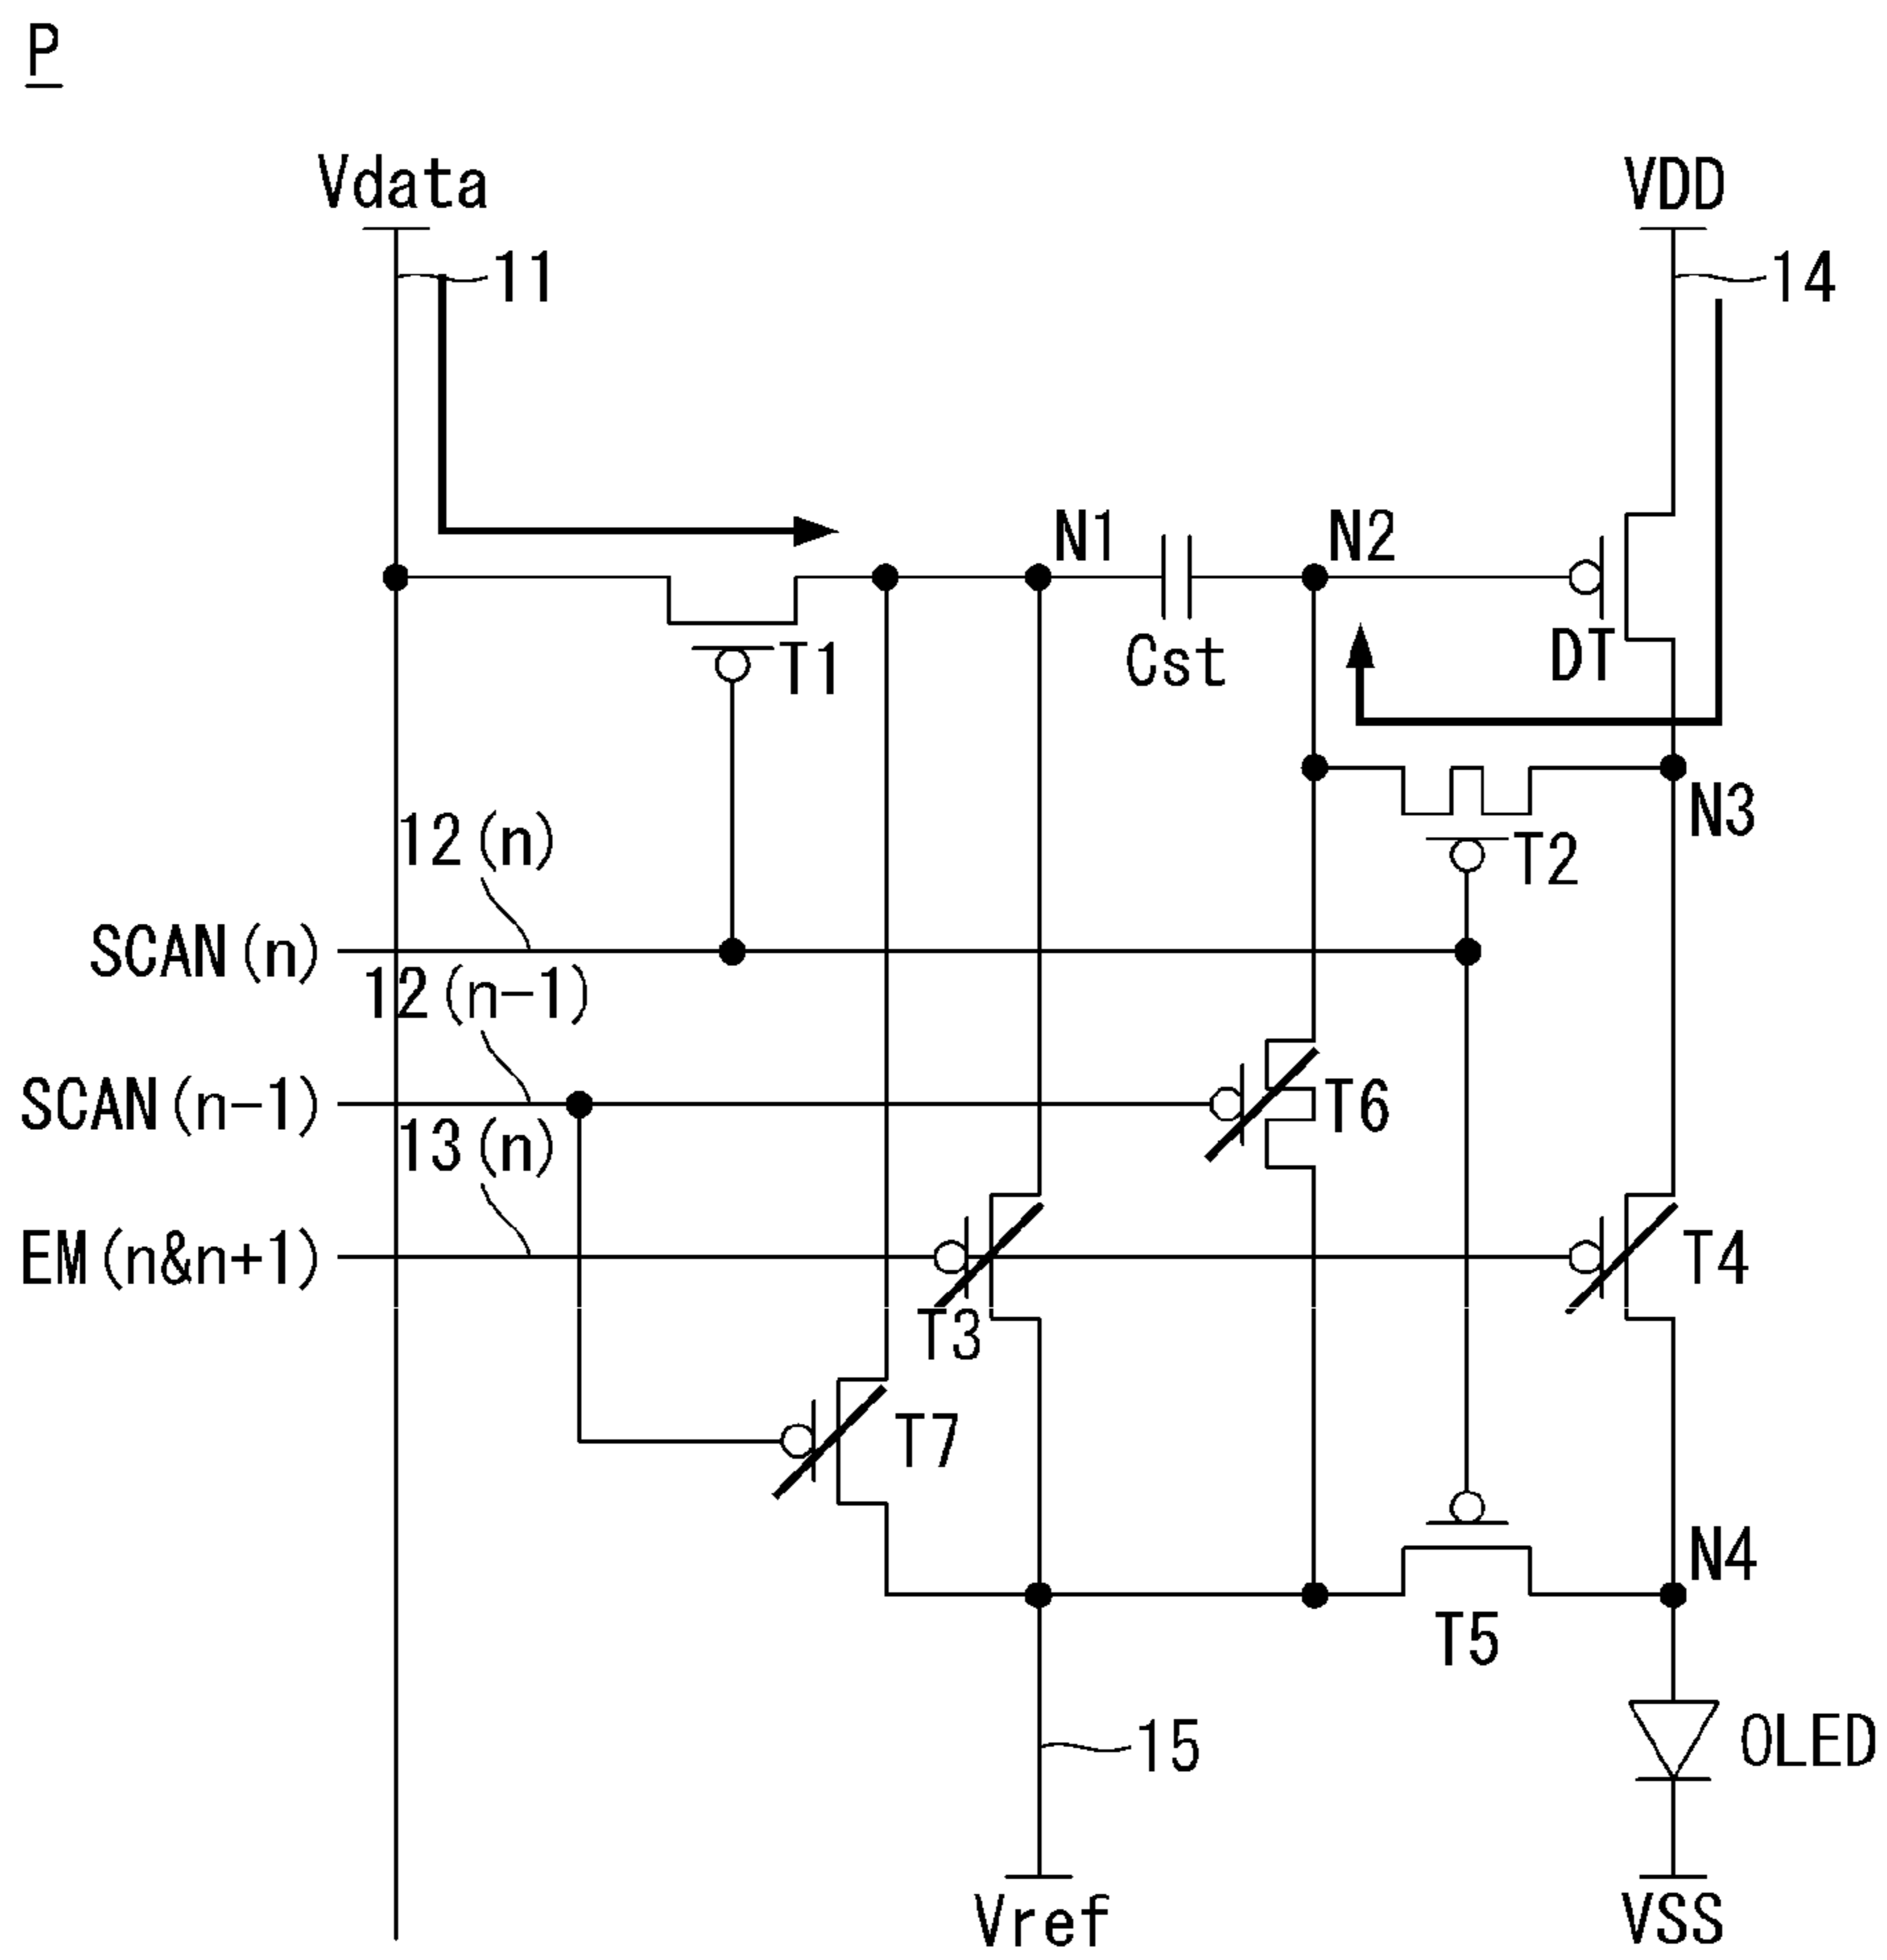 P
Vdata
VDD
11
14
N1
N2
T1
Cst
DT
N3
12(n)
T2
SCAN(n)
12(n-1)
SCAN(n-1)
T6
13(n)
EM(n&n+1)
T4
T3
T7
N4
T5
15
OLED
Vref
VSS